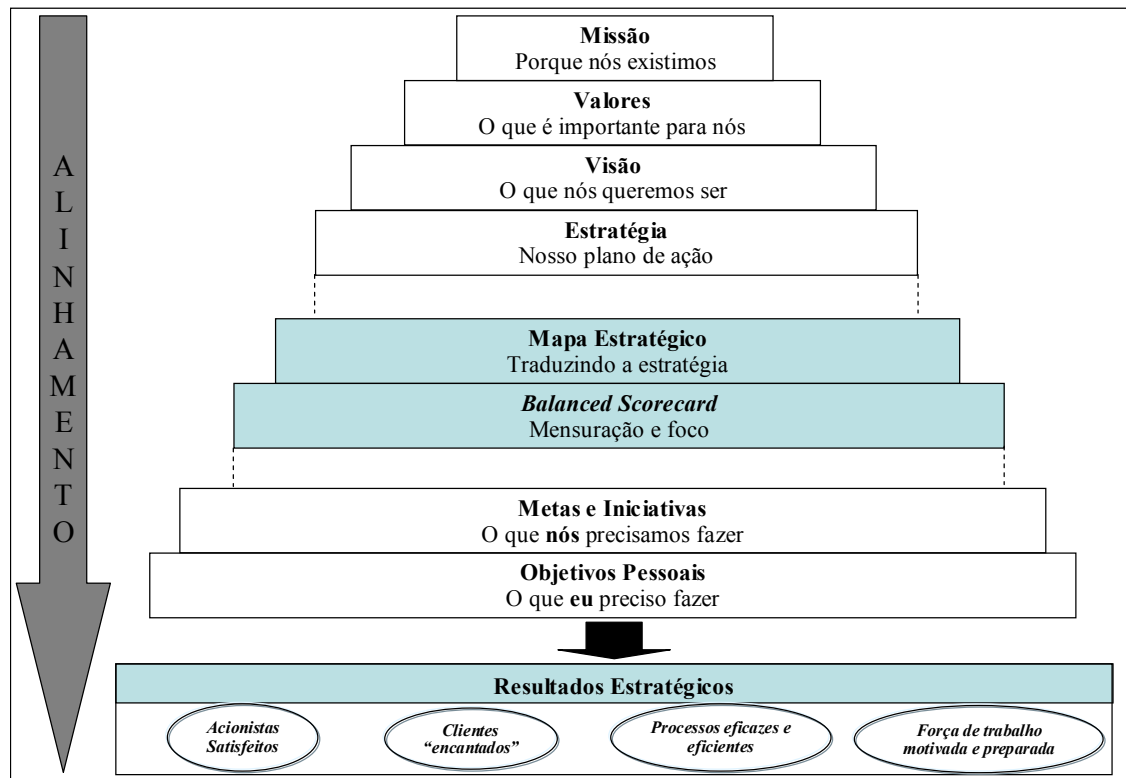 ALINHAMENTO
Missão
Porque nós existimos
Valores
O que é importante para nós
Visão
O que nós queremos ser
Estratégia
Nosso plano de ação
Mapa Estratégico
Traduzindo a estratégia
Balanced Scorecard
Mensuração e foco
Metas e Iniciativas
O que nós precisamos fazer
Objetivos Pessoais
O que eu preciso fazer
Resultados Estratégicos
Acionistas
Satisfeitos
Clientes
“encantados”
Processos eficazes e
eficientes
Força de trabalho
motivada e preparada